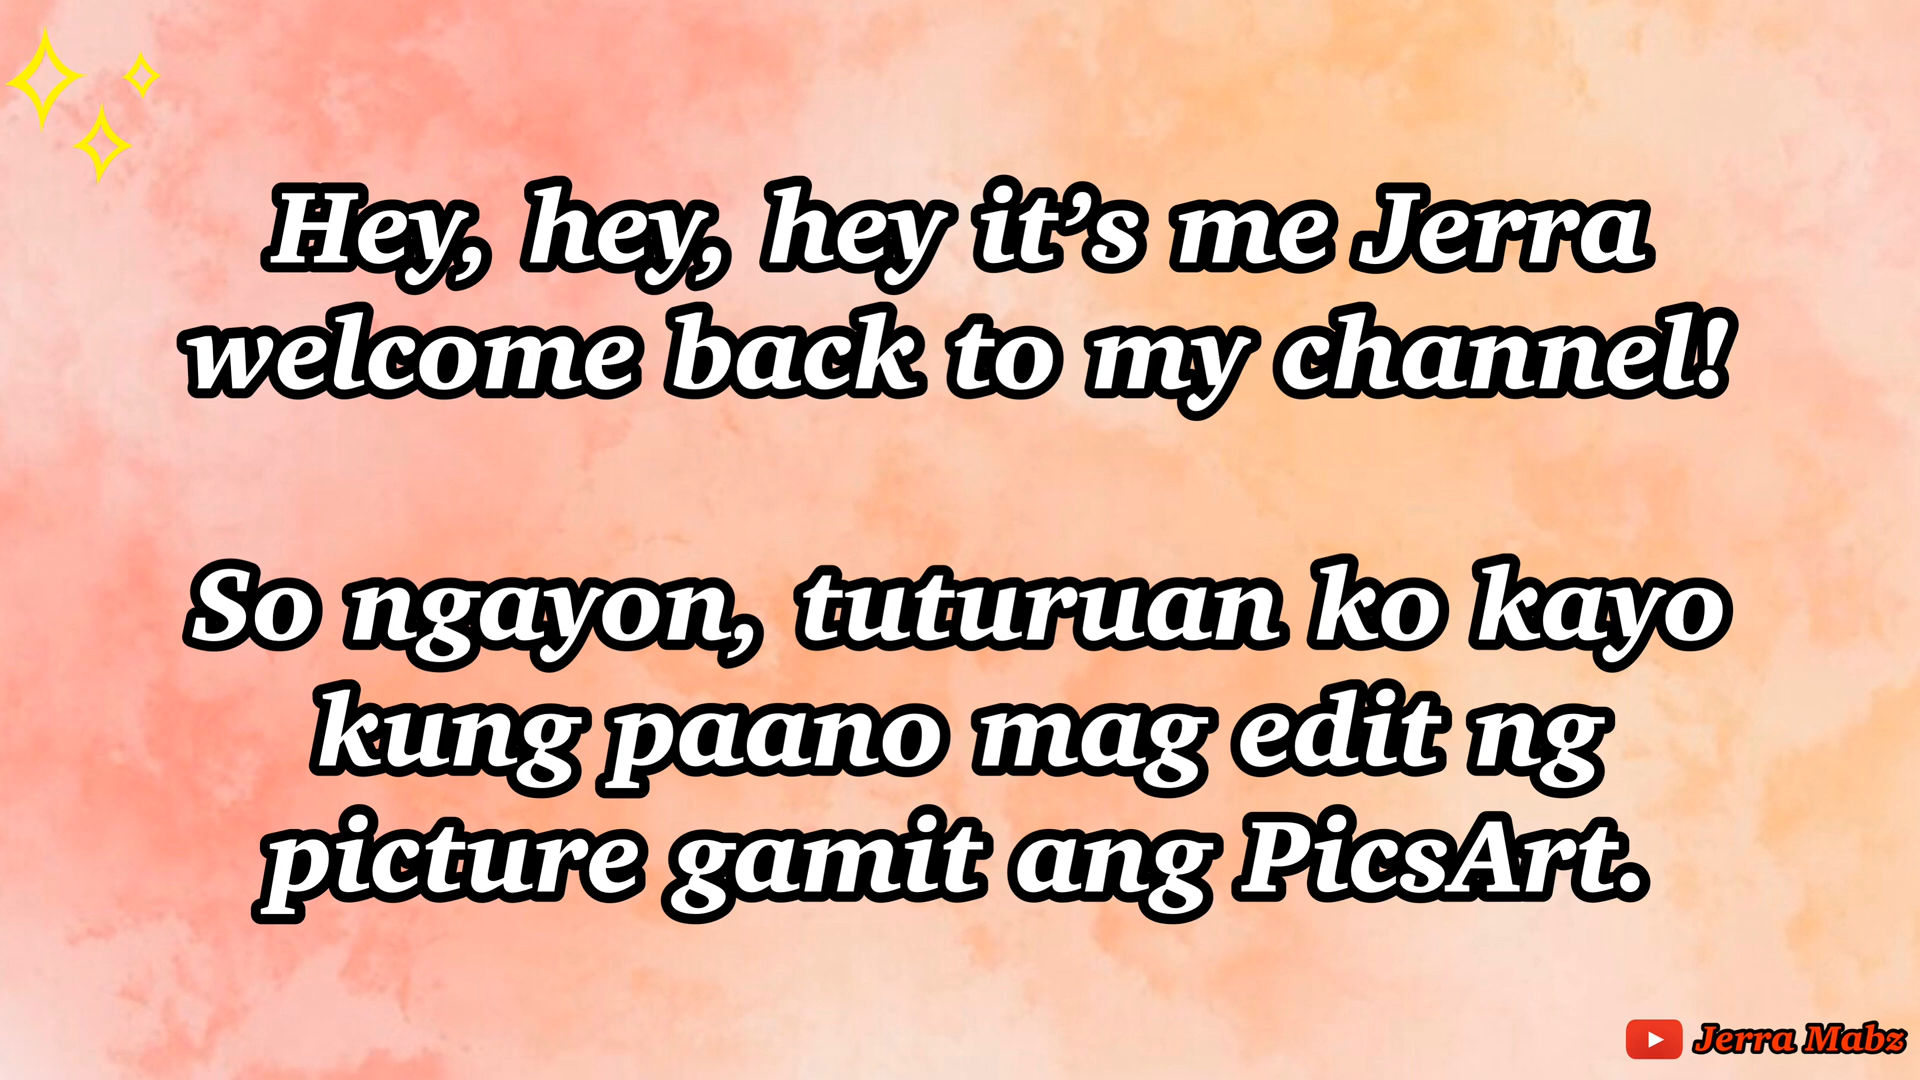 Hey, hey, hey it’s me Jerra
welcome back to my channel!
So ngayon, tuturuan ko kayo
kung paano mag edit ng
picture gamit ang PicsArt.
Jerra Mabz